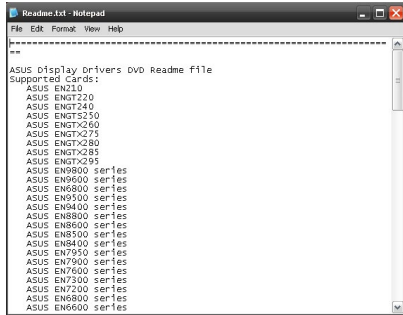 Readme.txt - Notepad
File Edit Format View Help
==================================================================
==
ASUS Display Drivers DVD Readme file
Supported Cards:
ASUS EN210
ASUS ENGT220
ASUS ENGT240
ASUS ENGTS250
ASUS ENGTX260
ASUS ENGTX275
ASUS ENGTX280
ASUS ENGTX285
ASUS ENGTX295
ASUS EN9800 series
ASUS EN9600 series
ASUS EN6800 series
ASUS EN9500 series
ASUS EN9400 series
ASUS EN8800 series
ASUS EN8600 series
ASUS EN8500 series
ASUS EN8400 series
ASUS EN7950 series
ASUS EN7900 series
ASUS EN7600 series
ASUS EN7300 series
ASUS EN7200 series
ASUS EN6800 series
ASUS EN6600 series